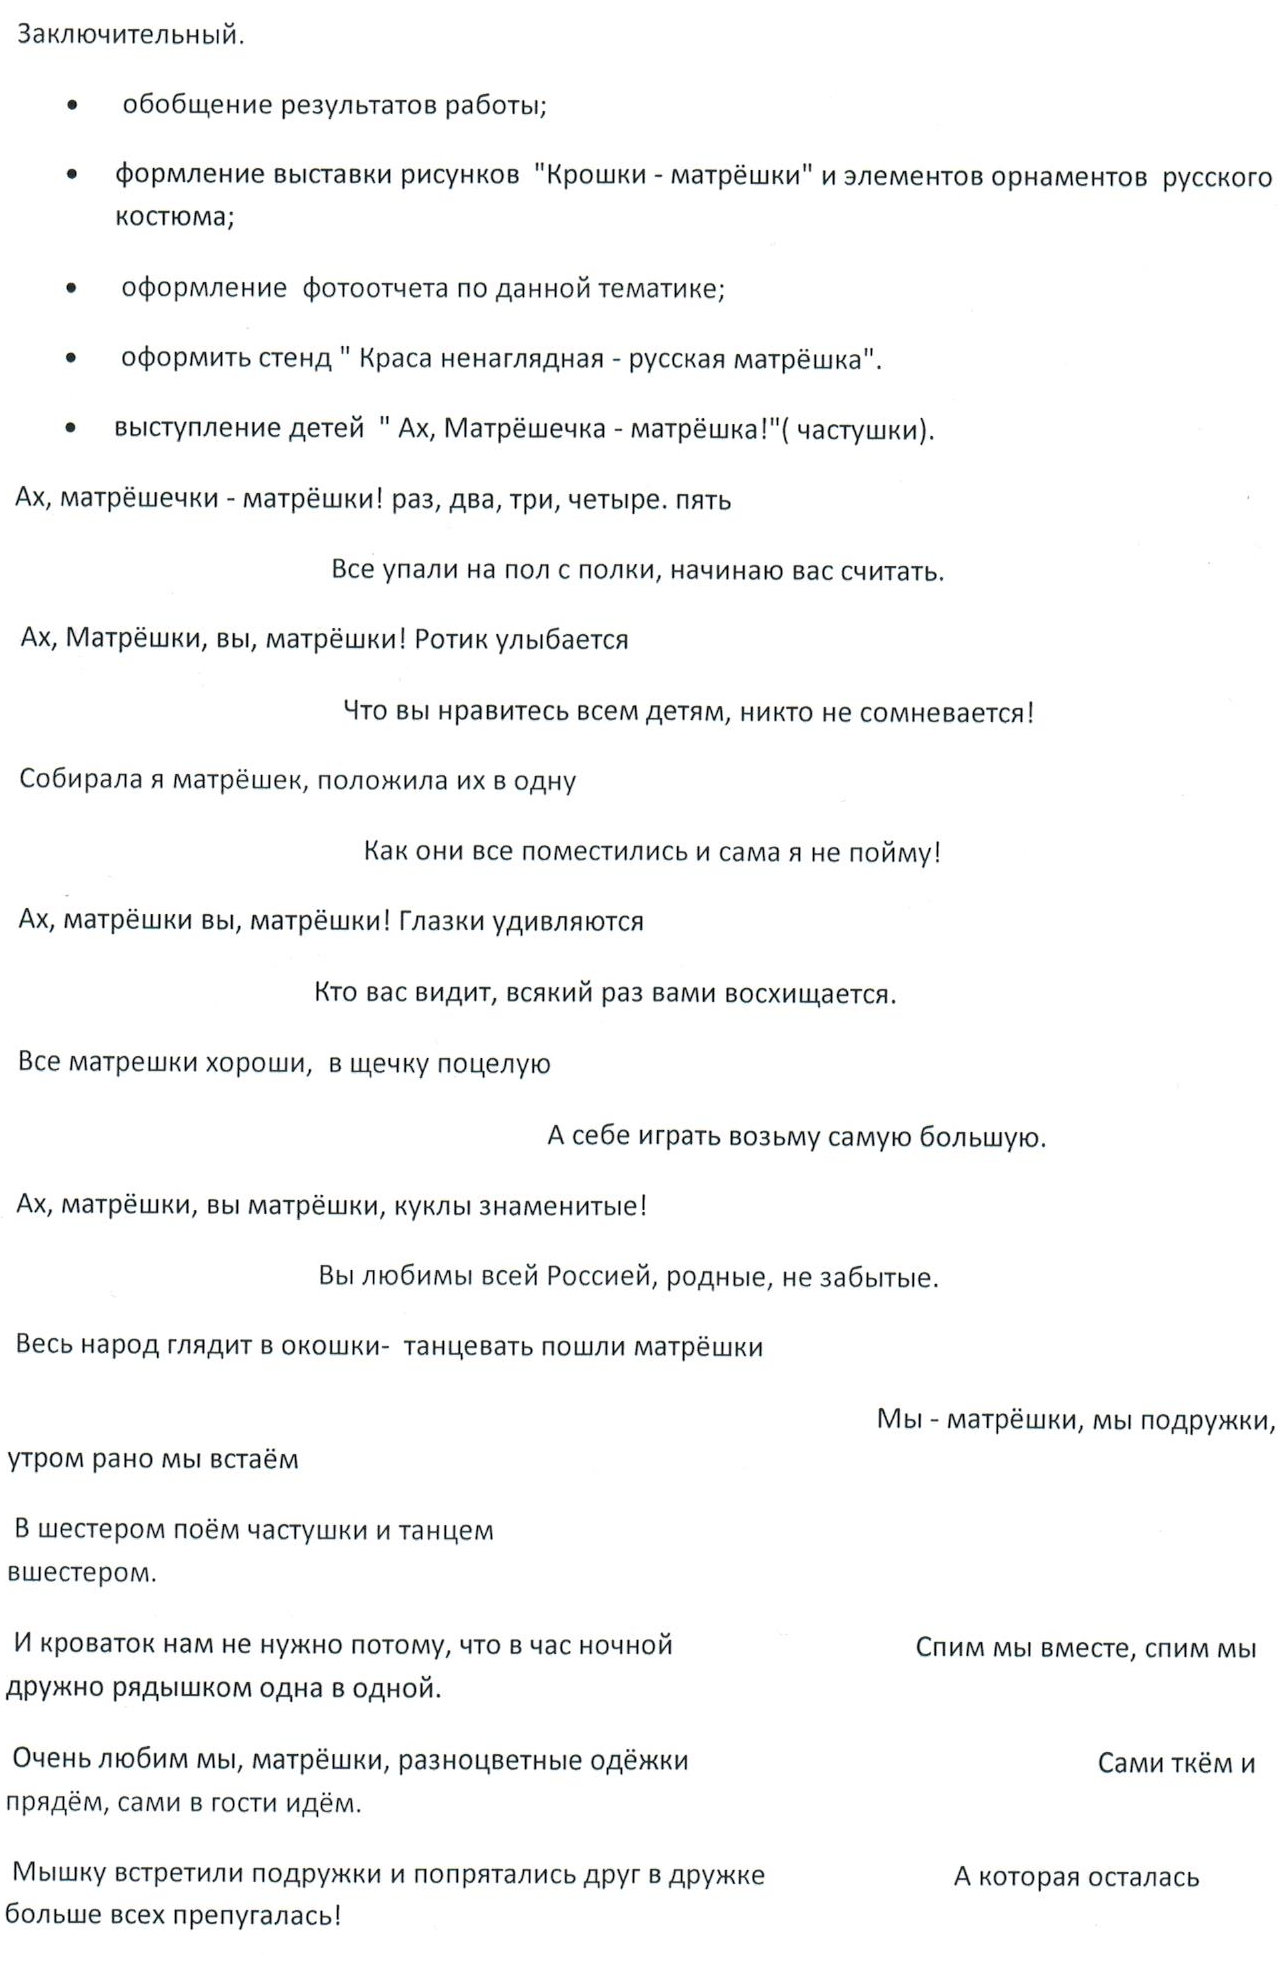 Заключительный.
• обобщение результатов работы;
• формление выставки рисунков "Крошки - матрёшки" и элементов орнаментов русского
костюма;
• оформление фотоотчета по данной тематике;
• оформить стенд " Краса ненаглядная - русская матрёшка".
• выступление детей " Ах, Матрёшечка - матрёшка!"( частушки).
Ах, матрёшечки - матрёшки! раз, два, три, четыре. пять
Все упали на пол с полки, начинаю вас считать.
Ах, Матрёшки, вы, матрёшки! Ротик улыбается
Что вы нравитесь всем детям, никто не сомневается!
Собирала я матрёшек, положила их в одну
Как они все поместились и сама я не пойму!
Ах, матрёшки вы, матрёшки! Глазки удивляются
Кто вас видит, всякий раз вами восхищается.
Все матрешки хороши, в щечку поцелую
А себе играть возьму самую большую.
Ах, матрёшки, вы матрёшки, куклы знаменитые!
Вы любимы всей Россией, родные, не забытые.
Весь народ глядит в окошки- танцевать пошли матрёшки
Мы - матрёшки, мы подружки,
утром рано мы встаём
В шестером поём частушки и танцем
вшестером.
И кроваток нам не нужно потому, что в час ночной Спим мы вместе, спим мы
дружно рядышком одна в одной.
Очень любим мы, матрёшки, разноцветные одёжки Сами ткём и
прядём, сами в гости идём.
Мышку встретили подружки и попрятались друг в дружке А которая осталась
больше всех препугалась!